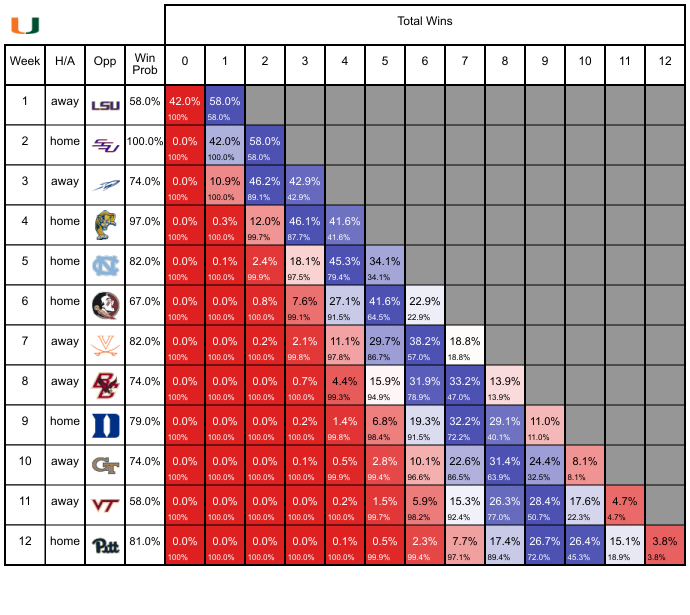 Total Wins
Week H/A Opp Win Prob 0 1 2 3 4 5 6 7 8 9 10 11 12
1 away LSU 58.0% 42.0% 58.0%
100% 58.0%
2 home 100.0% 0.0% 42.0% 58.0%
100% 100.0% 58.0%
3 away 74.0% 0.0% 10.9% 46.2% 42.9%
100% 100.0% 89.1% 42.9%
4 home 97.0% 0.0% 0.3% 12.0% 46.1% 41.6%
100% 100.0% 99.7% 87.7% 41.6%
5 home NC 82.0% 0.0% 0.1% 2.4% 18.1% 45.3% 34.1%
100% 100.0% 99.9% 97.5% 79.4% 34.1%
6 home 67.0% 0.0% 0.0% 0.8% 7.6% 27.1% 41.6% 22.9%
100% 100.0% 100.0% 99.1% 91.5% 64.5% 22.9%
7 away 82.0% 0.0% 0.0% 0.2% 2.1% 11.1% 29.7% 38.2% 18.8%
100% 100.0% 100.0% 99.8% 97.8% 86.7% 57.0% 18.8%
8 away BC 74.0% 0.0% 0.0% 0.0% 0.7% 4.4% 15.9% 31.9% 33.2% 13.9%
100% 100.0% 100.0% 100.0% 99.3% 94.9% 78.9% 47.0% 13.9%
9 home D 79.0% 0.0% 0.0% 0.0% 0.2% 1.4% 6.8% 19.3% 32.2% 29.1% 11.0%
100% 100.0% 100.0% 100.0% 99.8% 98.4% 91.5% 72.2% 40.1% 11.0%
10 away GT 74.0% 0.0% 0.0% 0.0% 0.1% 0.5% 2.8% 10.1% 22.6% 31.4% 24.4% 8.1%
100% 100.0% 100.0% 100.0% 99.9% 99.4% 96.6% 86.5% 63.9% 32.5% 8.1%
11 away VT 58.0% 0.0% 0.0% 0.0% 0.0% 0.2% 1.5% 5.9% 15.3% 26.3% 28.4% 17.6% 4.7%
100% 100.0% 100.0% 100.0% 100.0% 99.7% 98.2% 92.4% 77.0% 50.7% 22.3% 4.7%
12 home Pitt 81.0% 0.0% 0.0% 0.0% 0.0% 0.1% 0.5% 2.3% 7.7% 17.4% 26.7% 26.4% 15.1% 3.8%
100% 100.0% 100.0% 100.0% 100.0% 99.9% 99.4% 97.1% 89.4% 72.0% 45.3% 18.9% 3.8%